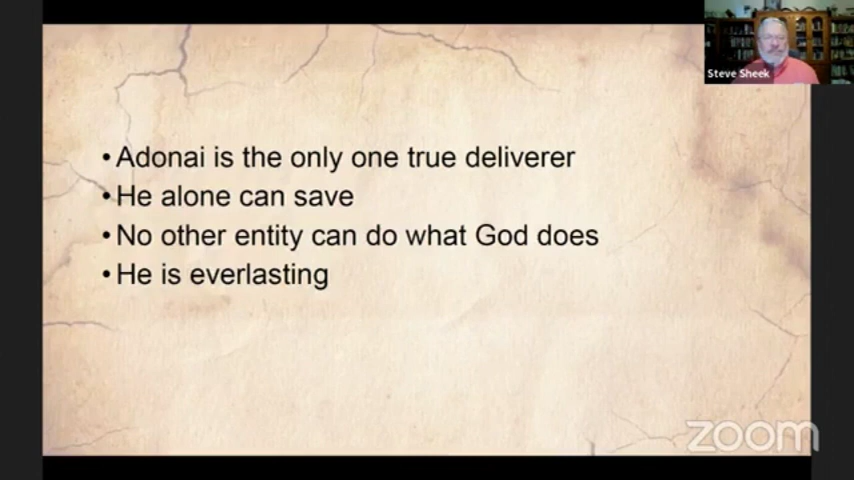 Steve Sheek
• Adonai is the only one true deliverer
• He alone can save
• No other entity can do what God does
• He is everlasting
zoom